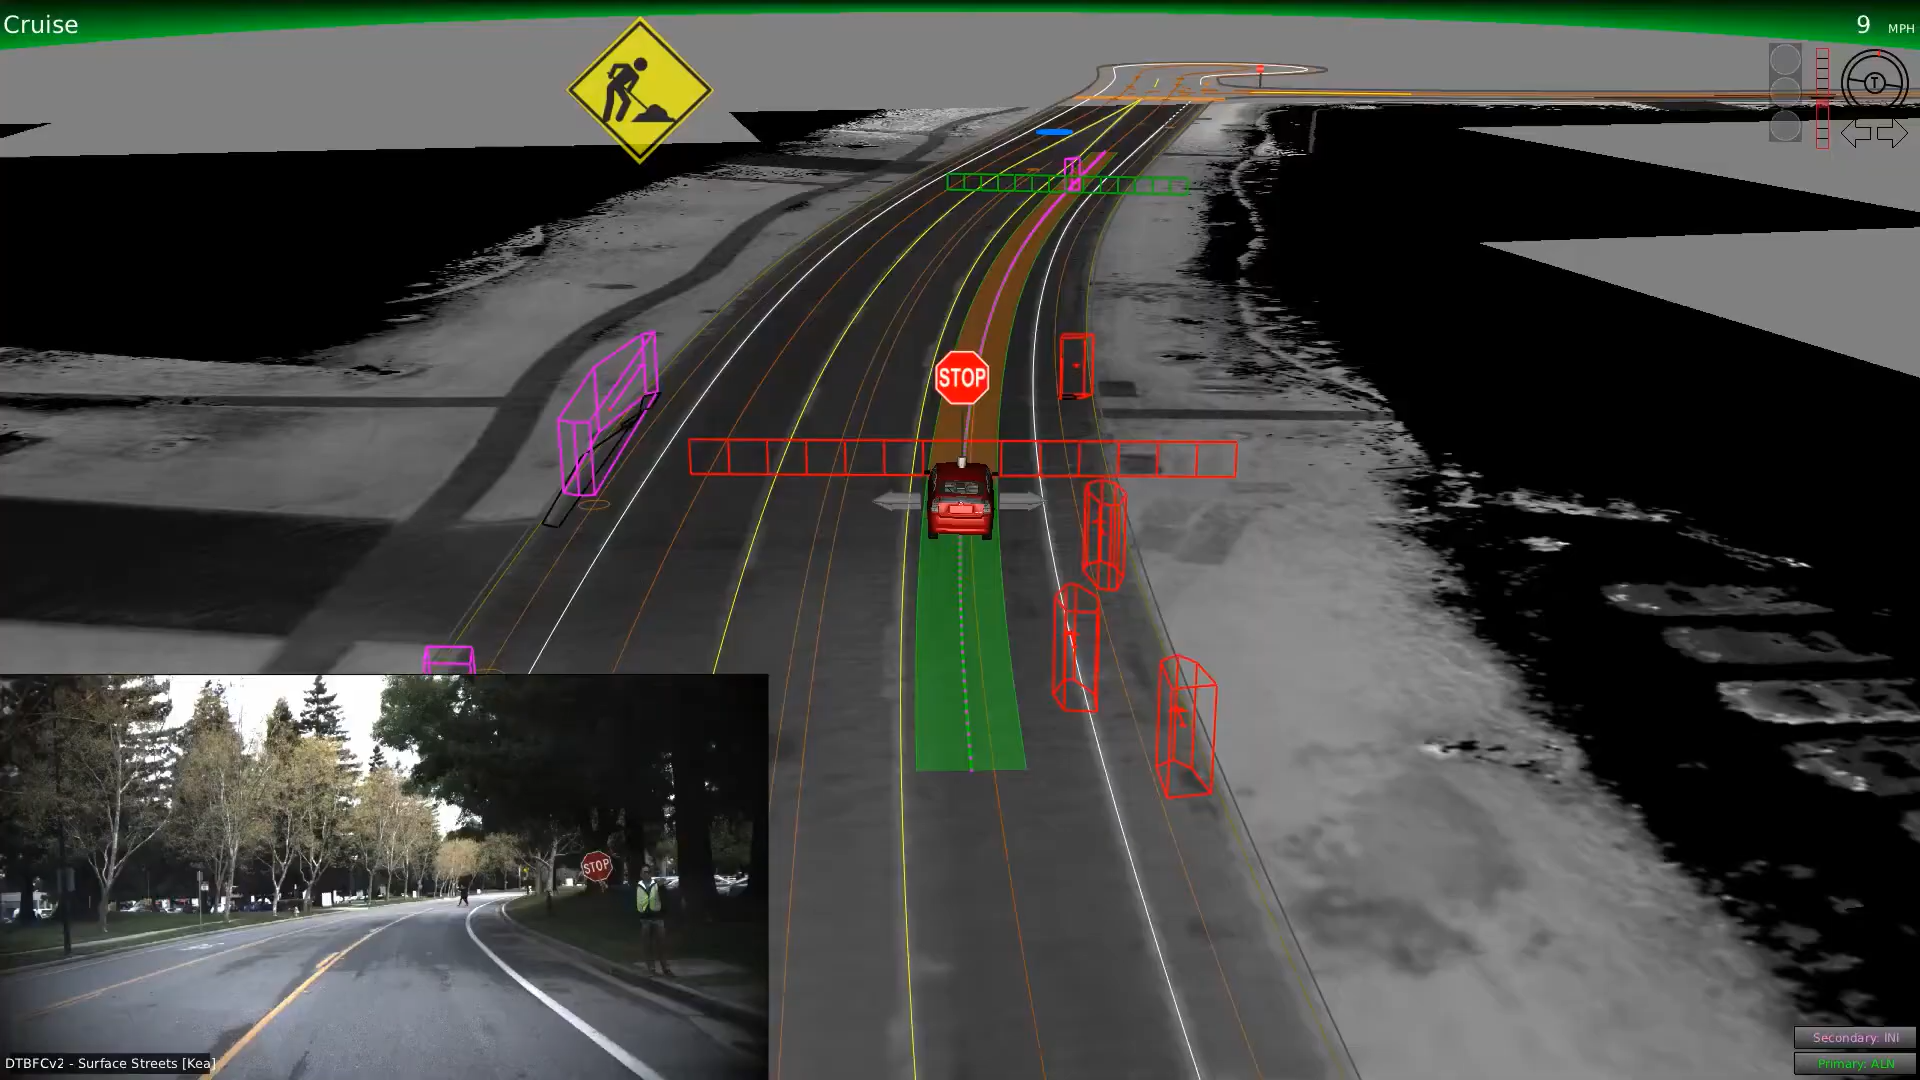 Cruise
9 MPH
T
STOP
STOP
DTBFCv2 - Surface Streets [Kea]
Secondary: INI
Primary: ALN